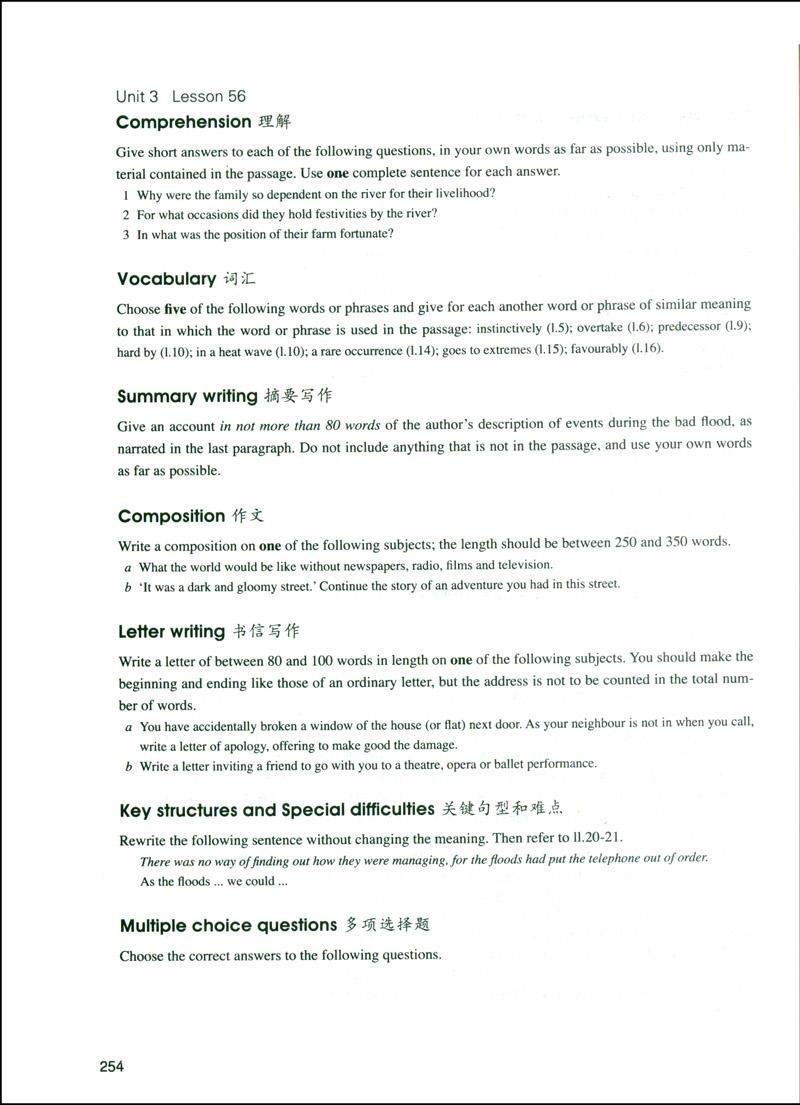 Unit 3 Lesson 56
Comprehension 理解
Give short answers to each of the following questions, in your own words as far as possible, using only ma-
terial contained in the passage. Use one complete sentence for each answer.
1 Why were the family so dependent on the river for their livelihood?
2 For what occasions did they hold festivities by the river?
3 In what was the position of their farm fortunate?
Vocabulary 词汇
Choose five of the following words or phrases and give for each another word or phrase of similar meaning
to that in which the word or phrase is used in the passage: instinctively (l.5); overtake (l.6); predecessor (l.9);
hard by (l.10); in a heat wave (l.10); a rare occurrence (l.14); goes to extremes (l.15); favourably (l.16).
Summary writing 摘要写作
Give an account in not more than 80 words of the author's description of events during the bad flood, as
narrated in the last paragraph. Do not include anything that is not in the passage, and use your own words
as far as possible.
Composition 作文
Write a composition on one of the following subjects; the length should be between 250 and 350 words.
a What the world would be like without newspapers, radio, films and television.
b 'It was a dark and gloomy street.' Continue the story of an adventure you had in this street.
Letter writing 书信写作
Write a letter of between 80 and 100 words in length on one of the following subjects. You should make the
beginning and ending like those of an ordinary letter, but the address is not to be counted in the total num-
ber of words.
a You have accidentally broken a window of the house (or flat) next door. As your neighbour is not in when you call,
write a letter of apology, offering to make good the damage.
b Write a letter inviting a friend to go with you to a theatre, opera or ballet performance.
Key structures and Special difficulties 关键句型和难点
Rewrite the following sentence without changing the meaning. Then refer to ll.20-21.
There was no way of finding out how they were managing, for the floods had put the telephone out of order.
As the floods ... we could ...
Multiple choice questions 多项选择题
Choose the correct answers to the following questions.
254